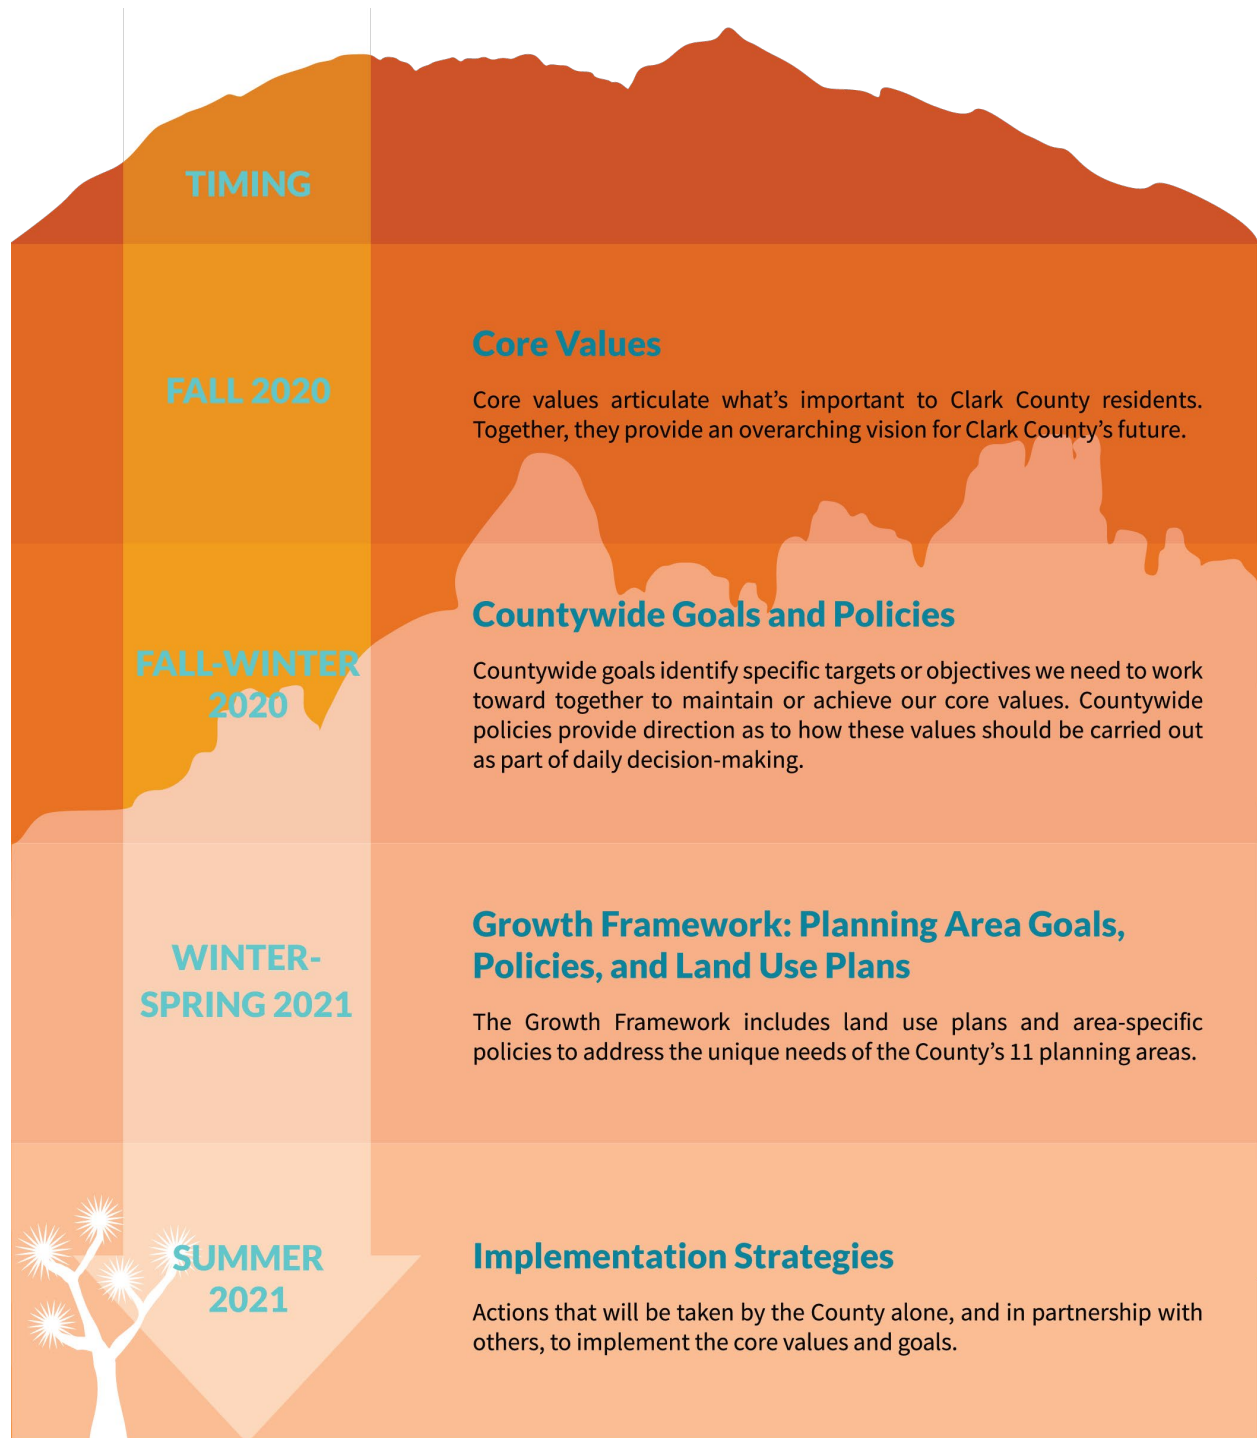 TIMING
FALL 2020
Core Values
Core values articulate what’s important to Clark County residents.
Together, they provide an overarching vision for Clark County’s future.
FALL-WINTER
2020
Countywide Goals and Policies
Countywide goals identify specific targets or objectives we need to work
toward together to maintain or achieve our core values. Countywide
policies provide direction as to how these values should be carried out
as part of daily decision-making.
WINTER-
SPRING 2021
Growth Framework: Planning Area Goals,
Policies, and Land Use Plans
The Growth Framework includes land use plans and area-specific
policies to address the unique needs of the County’s 11 planning areas.
SUMMER
2021
Implementation Strategies
Actions that will be taken by the County alone, and in partnership with
others, to implement the core values and goals.